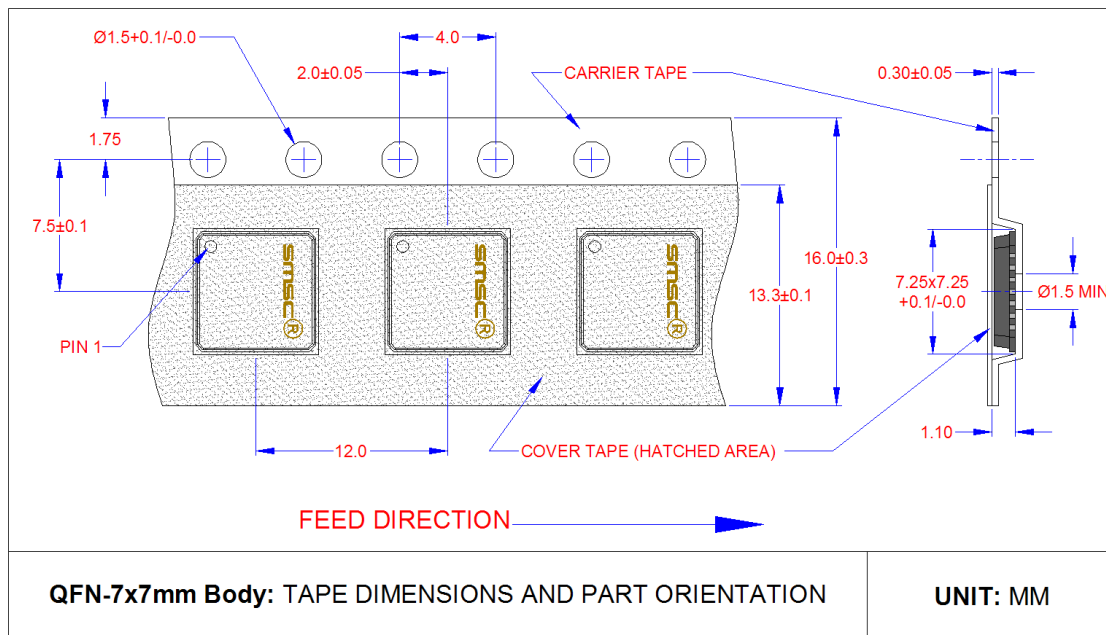 Ø1.5+0.1/-0.0
4.0
2.0±0.05
CARRIER TAPE
0.30±0.05
1.75
7.5±0.1
16.0±0.3
13.3±0.1
7.25x7.25
+0.1/-0.0
Ø1.5 MIN
smsc®
smsc®
smsc®
PIN 1
12.0
COVER TAPE (HATCHED AREA)
1.10
FEED DIRECTION
QFN-7x7mm Body: TAPE DIMENSIONS AND PART ORIENTATION
UNIT: MM